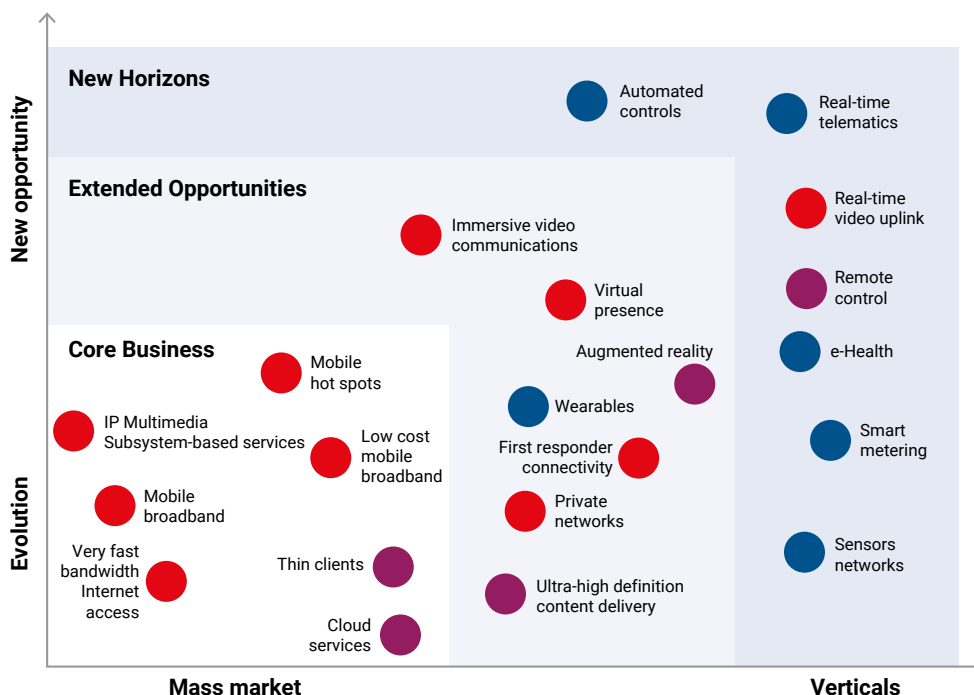 New Horizons
Automated
controls
Real-time
telematics
New opportunity
Extended Opportunities
Real-time
video uplink
Immersive video
communications
Remote
control
Virtual
presence
Core Business
Augmented reality
e-Health
Mobile
hot spots
Wearables
IP Multimedia
Subsystem-based services
Low cost
mobile
broadband
First responder
connectivity
Smart
metering
Mobile
broadband
Private
networks
Evolution
Very fast
bandwidth
Internet
access
Thin clients
Sensors
networks
Ultra-high definition
content delivery
Cloud
services
Mass market
Verticals